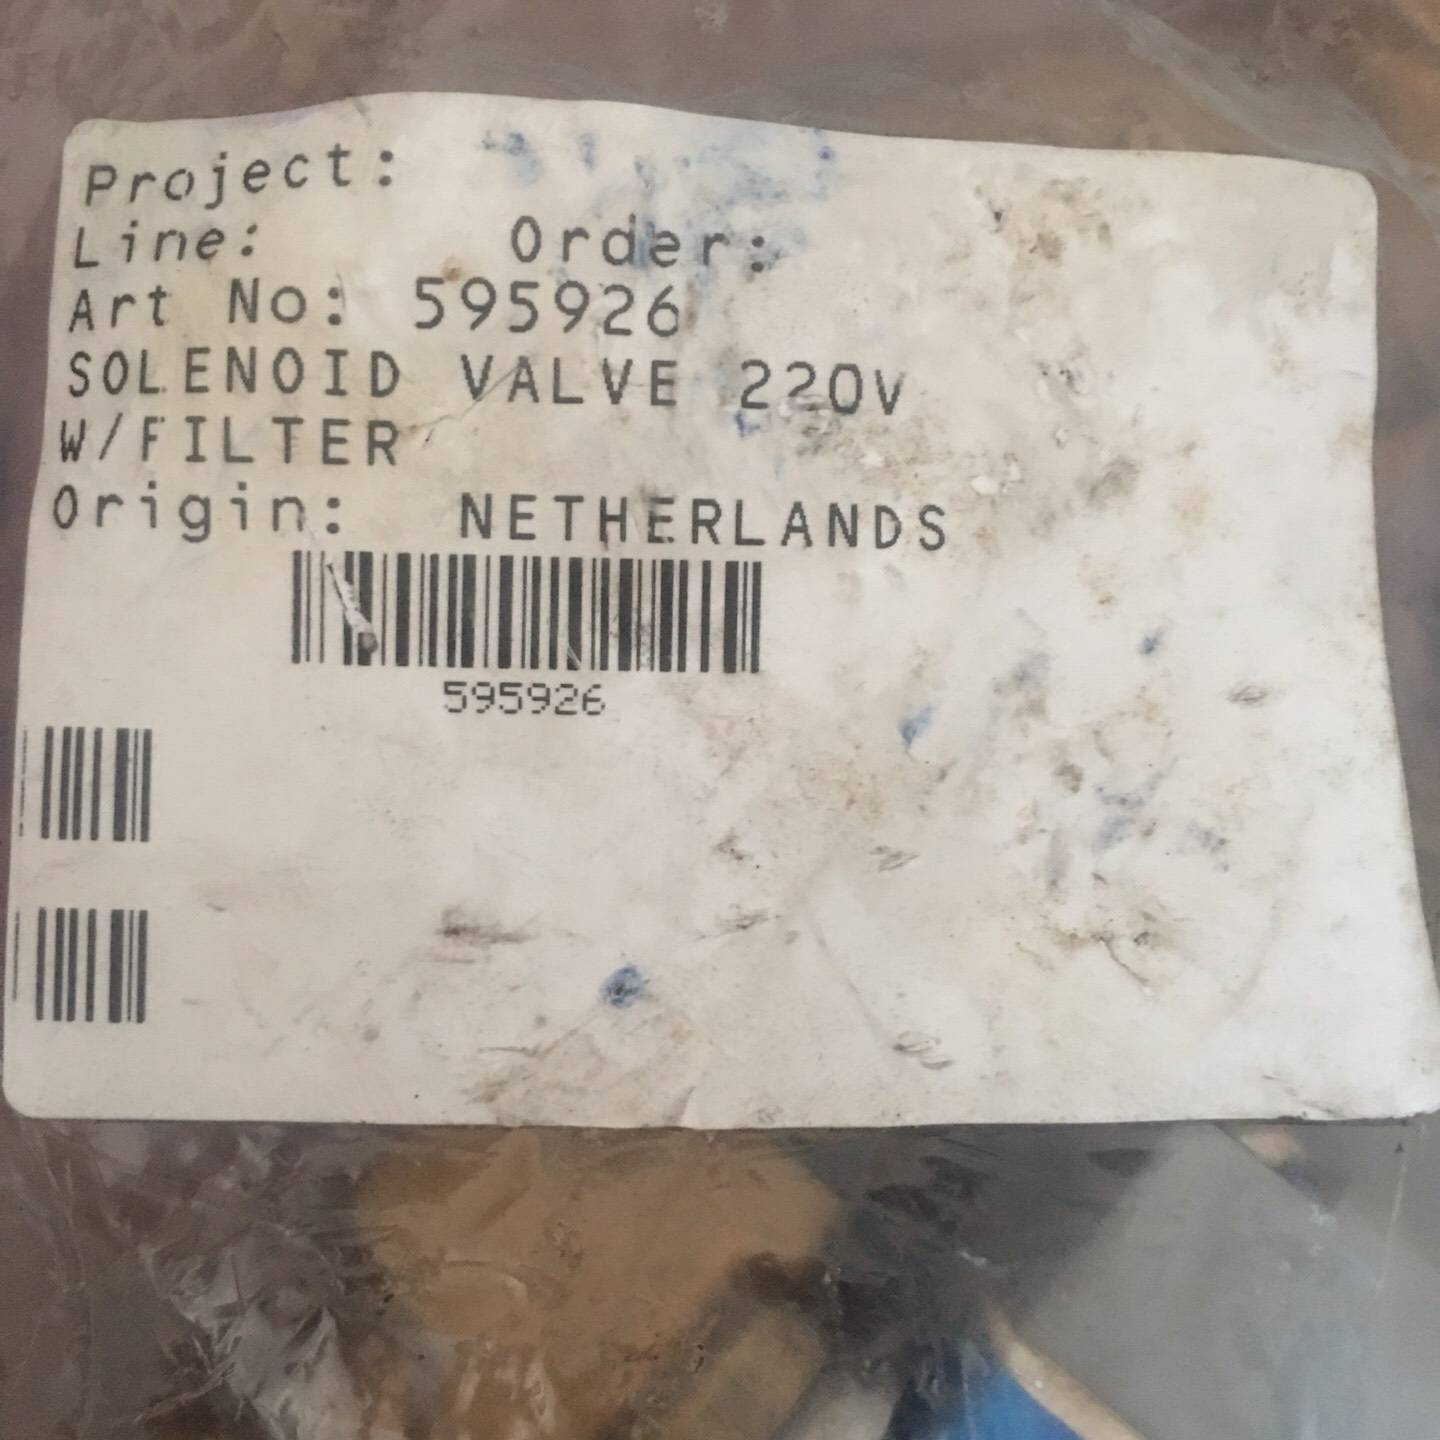 Project:
Line: Order:
Art No: 595926
SOLENOID VALVE 220V
W/FILTER
Origin: NETHERLANDS
595926